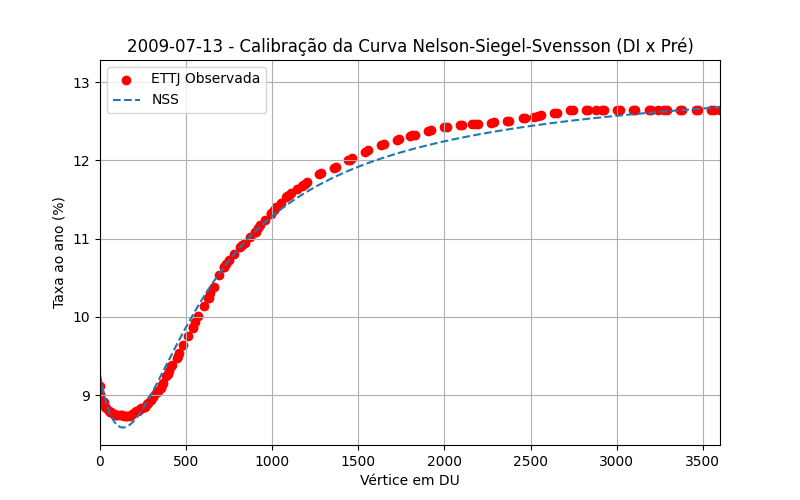 2009-07-13 - Calibração da Curva Nelson-Siegel-Svensson (DI x Pré)
ETTJ Observada
NSS
Taxa ao ano (%)
13
12
11
10
9
0 500 1000 1500 2000 2500 3000 3500
Vértice em DU